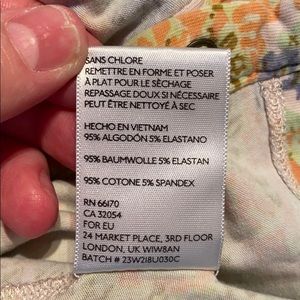 SANS CHLORE
REMETTRE EN FORME ET POSER
À PLAT POUR LE SÈCHAGE
REPASSAGE DOUX SI NÉCESSAIRE
PEUT ÊTRE NETTOYÉ À SEC
HECHO EN VIETNAM
95% ALGODÓN 5% ELASTANO
95% BAUMWOLLE 5% ELASTAN
95% COTONE 5% SPANDEX
RN 66170
CA 32054
FOR EU
24 MARKET PLACE, 3RD FLOOR
LONDON, UK W1W8AN
BATCH # 23W218U030C